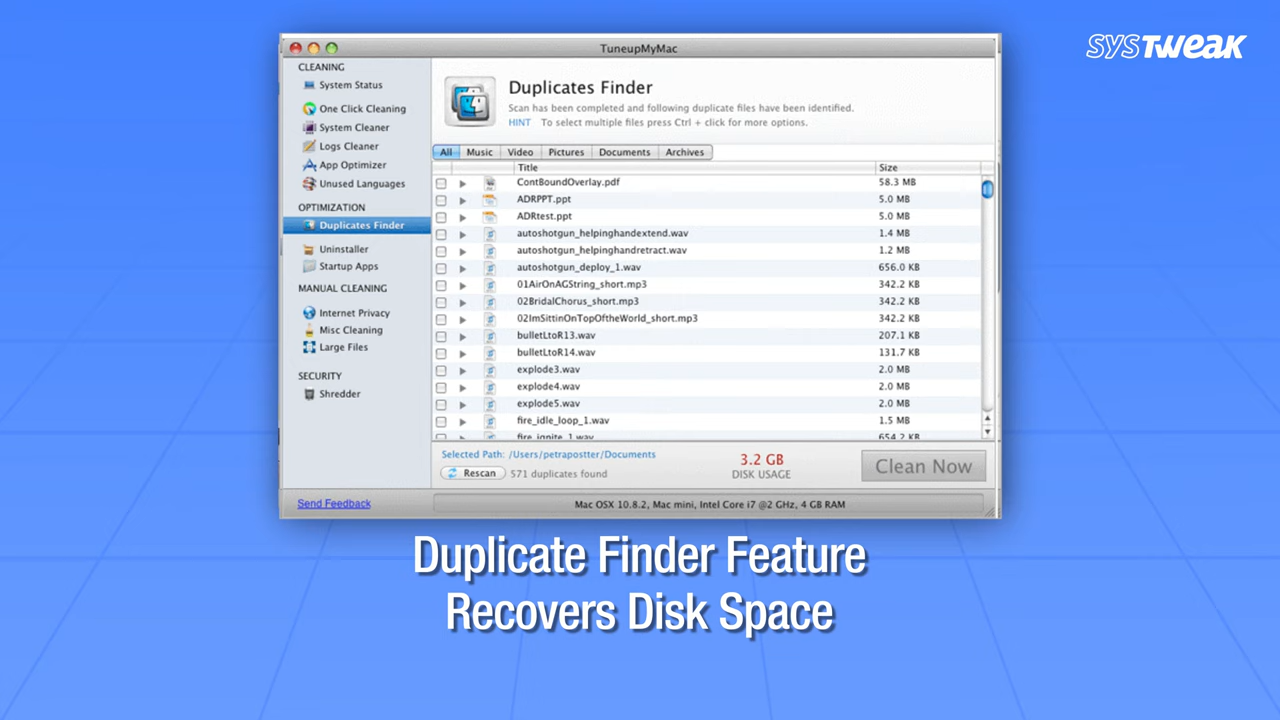 SYSTWEAK
TuneupMyMac
CLEANING
System Status
One Click Cleaning
System Cleaner
Logs Cleaner
App Optimizer
Unused Languages
OPTIMIZATION
Duplicates Finder
Uninstaller
Startup Apps
MANUAL CLEANING
Internet Privacy
Misc Cleaning
Large Files
SECURITY
Shredder
Send Feedback
Duplicates Finder
Scan has been completed and following duplicate files have been identified.
HINT To select multiple files press Ctrl + click for more options.
All Music Video Pictures Documents Archives
Title Size
ContBoundOverlay.pdf 58.3 MB
ADRPPT.ppt 5.0 MB
ADRtest.ppt 5.0 MB
autoshotgun_helpinghandextend.wav 1.4 MB
autoshotgun_helpinghandretract.wav 1.2 MB
autoshotgun_deploy_1.wav 656.0 KB
01AirOnAGString_short.mp3 342.2 KB
02BridalChorus_short.mp3 342.2 KB
02ImSittinOnTopOftheWorld_short.mp3 342.2 KB
bulletLtoR13.wav 207.1 KB
bulletLtoR14.wav 131.7 KB
explode3.wav 2.0 MB
explode4.wav 2.0 MB
explode5.wav 2.0 MB
fire_idle_loop_1.wav 1.5 MB
fire_ignite_1.wav 654.2 KB
Selected Path: /Users/petrapostter/Documents
Rescan 571 duplicates found
3.2 GB
DISK USAGE
Clean Now
Mac OSX 10.8.2, Mac mini, Intel Core i7 @2 GHz, 4 GB RAM
Duplicate Finder Feature
Recovers Disk Space